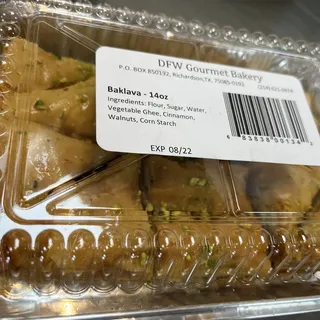 DFW Gourmet Bakery
P.O. BOX 850192, Richardson,TX, 75085-0192
Baklava - 14oz
Ingredients: Flour, Sugar, Water,
Vegetable Ghee, Cinnamon,
Walnuts, Corn Starch
EXP 08/22